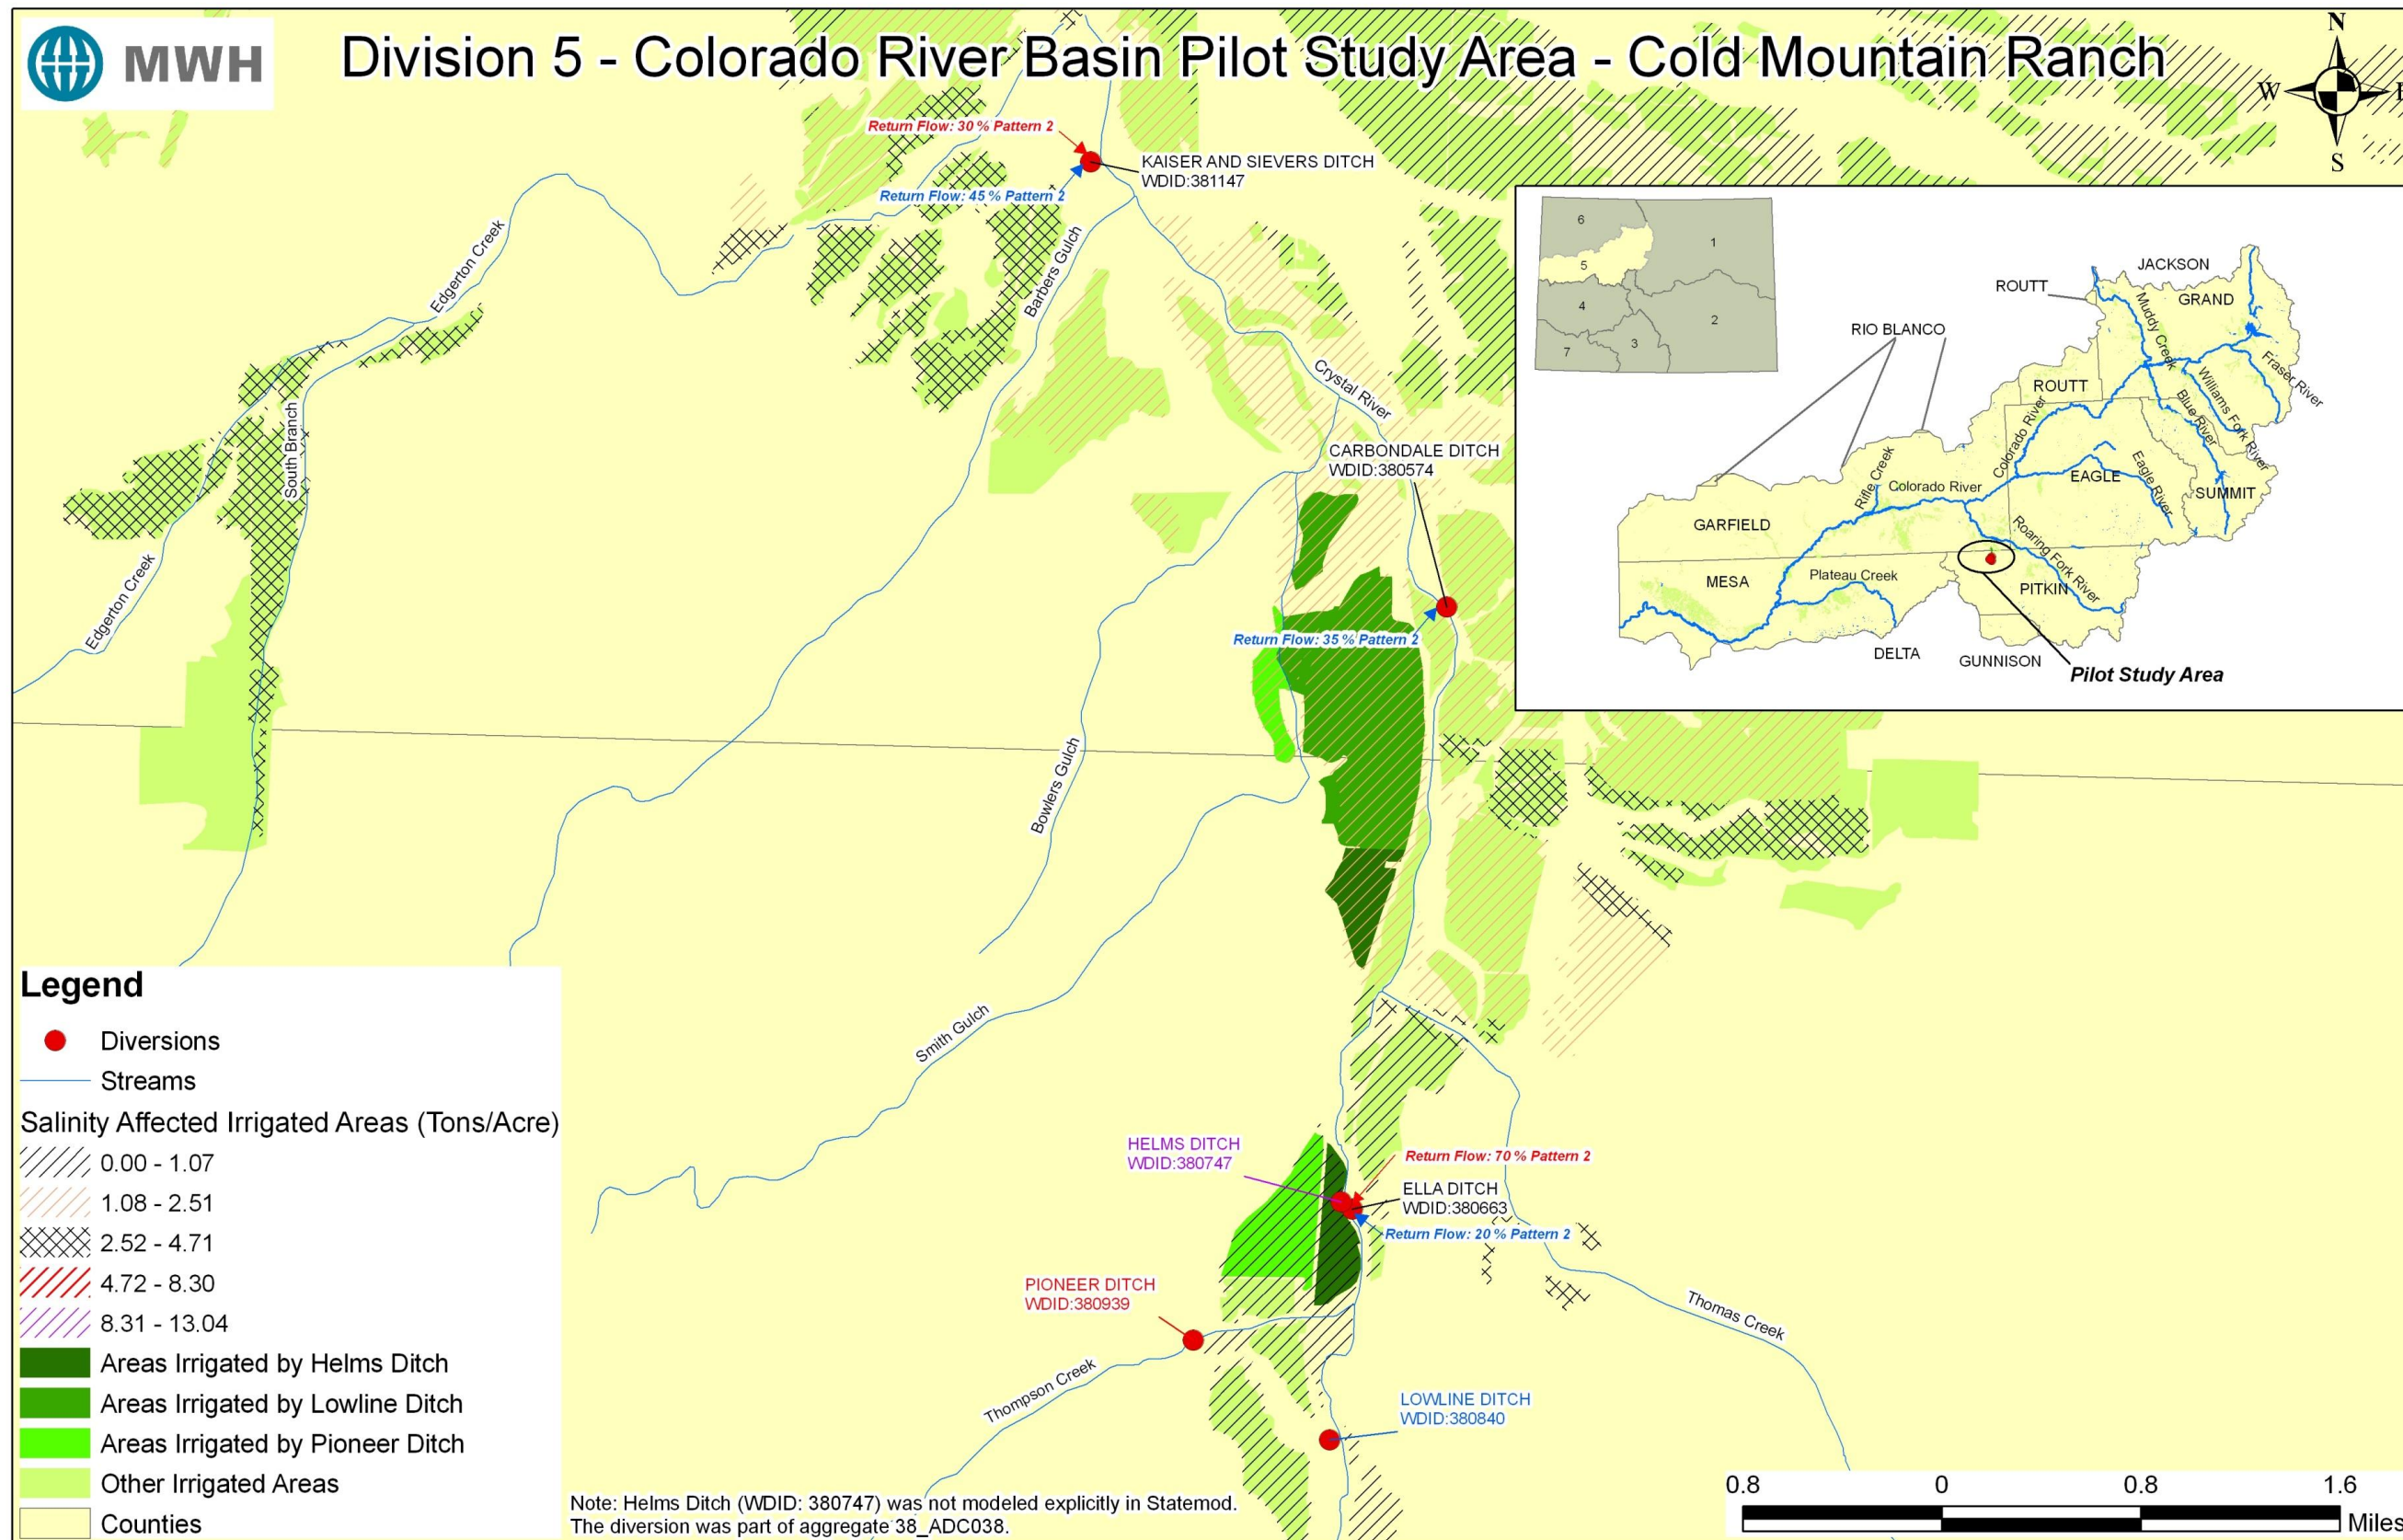 MWH
Division 5 - Colorado River Basin Pilot Study Area - Cold Mountain Ranch
N
W
E
S
Return Flow: 30 % Pattern 2
KAISER AND SIEVERS DITCH
WDID:381147
Return Flow: 45 % Pattern 2
Edgerton Creek
Barbers Gulch
Crystal River
South Branch
Edgerton Creek
CARBONDALE DITCH
WDID:380574
Return Flow: 35 % Pattern 2
Bowlers Gulch
Smith Gulch
HELMS DITCH
WDID:380747
Return Flow: 70 % Pattern 2
ELLA DITCH
WDID:380663
Return Flow: 20 % Pattern 2
PIONEER DITCH
WDID:380939
Thompson Creek
Thomas Creek
LOWLINE DITCH
WDID:380840
6
1
5
4
2
3
7
JACKSON
ROUTT
GRAND
Muddy Creek
RIO BLANCO
Fraser River
ROUTT
Williams Fork River
Blue River
Colorado River
Rifle Creek
Colorado River
EAGLE
Eagle River
SUMMIT
GARFIELD
Roaring Fork River
MESA
Plateau Creek
PITKIN
DELTA
GUNNISON
Pilot Study Area
Legend
Diversions
Streams
Salinity Affected Irrigated Areas (Tons/Acre)
0.00 - 1.07
1.08 - 2.51
2.52 - 4.71
4.72 - 8.30
8.31 - 13.04
Areas Irrigated by Helms Ditch
Areas Irrigated by Lowline Ditch
Areas Irrigated by Pioneer Ditch
Other Irrigated Areas
Counties
Note: Helms Ditch (WDID: 380747) was not modeled explicitly in Statemod.
The diversion was part of aggregate 38_ADC038.
0.8 0 0.8 1.6
Miles